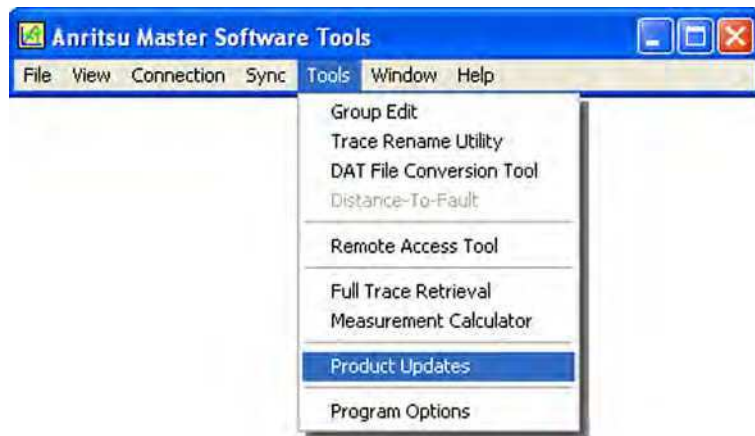 Anritsu Master Software Tools
File View Connection Sync Tools Window Help
Group Edit
Trace Rename Utility
DAT File Conversion Tool
Distance-To-Fault
Remote Access Tool
Full Trace Retrieval
Measurement Calculator
Product Updates
Program Options